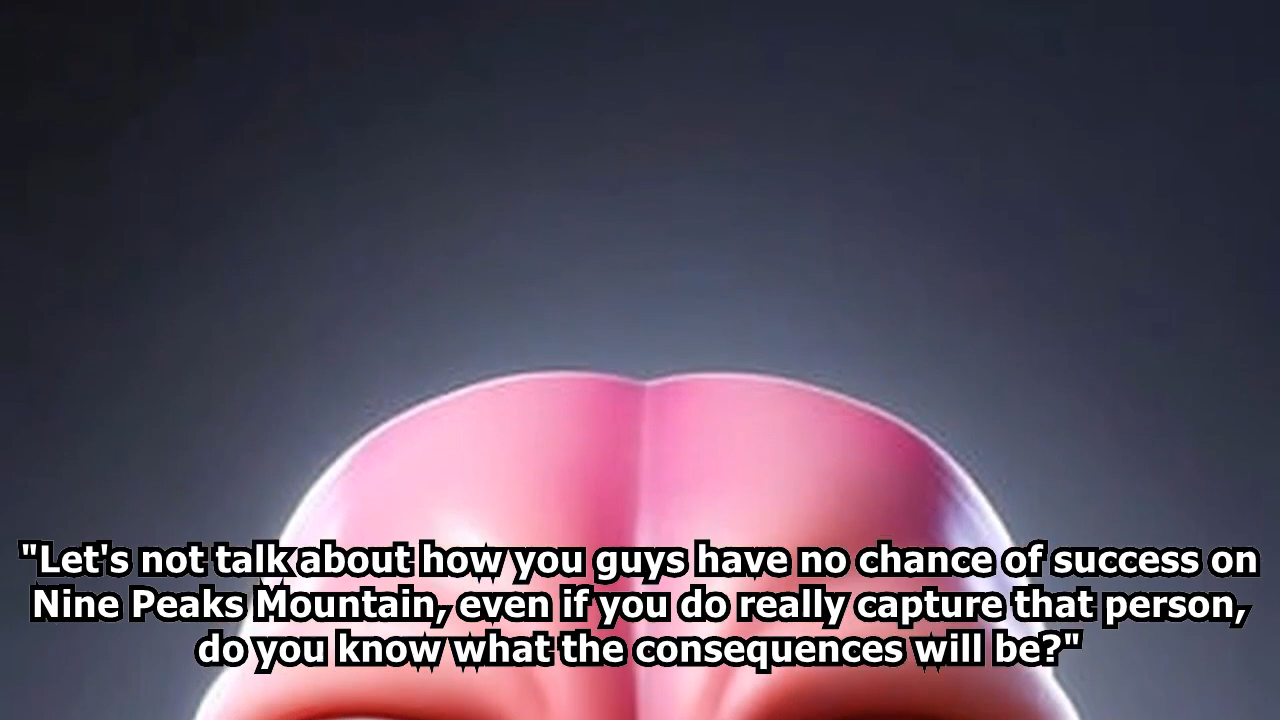 "Let's not talk about how you guys have no chance of success on
Nine Peaks Mountain, even if you do really capture that person,
do you know what the consequences will be?"